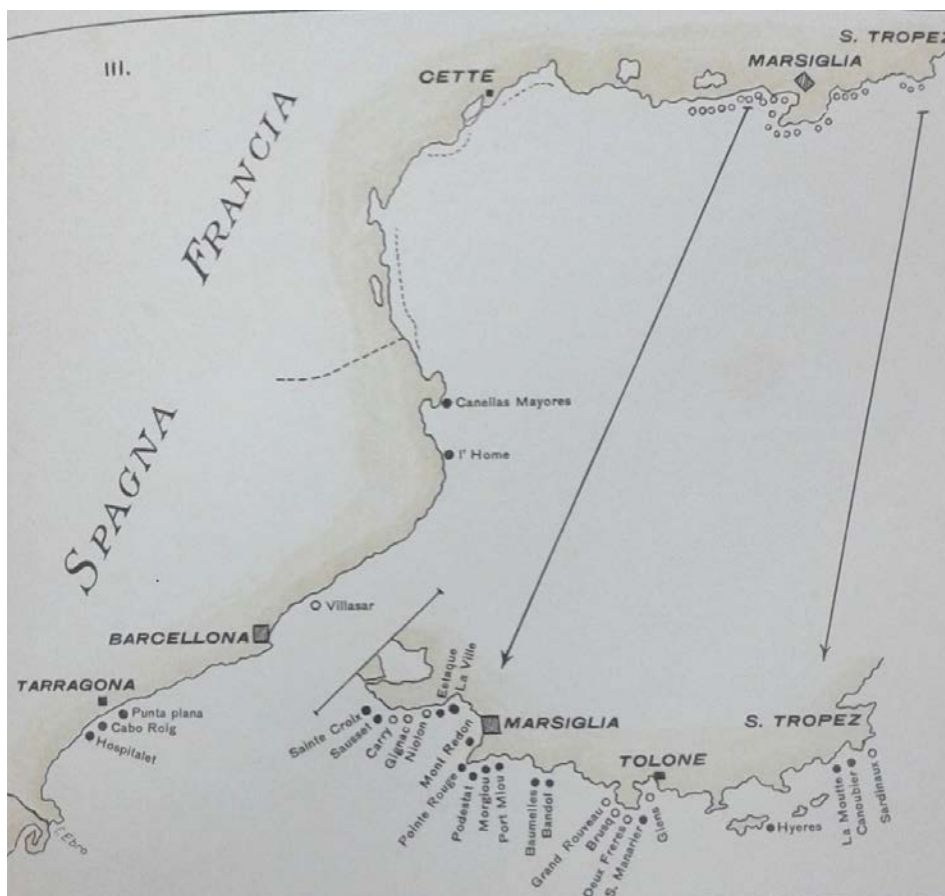 III.
S. TROPEZ
MARSIGLIA
CETTE
FRANCIA
SPAGNA
Canellas Mayores
l' Home
Villasar
BARCELLONA
TARRAGONA
Punta plana
Cabo Roig
Hospitalet
L'Ebro
Sainte Croix
Sausset
Carry
Gignac
Niolon
Estaque
La Ville
MARSIGLIA
Mont Redon
Pointe Rouge
Podestat
Morgiou
Port Miou
Baumelles
Bandol
TOLONE
Grand Rouveau
Brusq
Deux Freres
S. Manarier
Giens
Hyeres
S. TROPEZ
La Moutte
Canoubier
Sardinaux